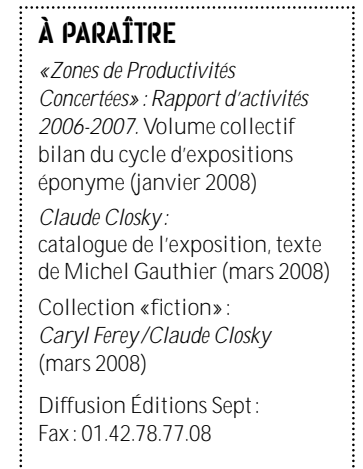 À PARAÎTRE
«Zones de Productivités
Concertées» : Rapport d'activités
2006-2007. Volume collectif
bilan du cycle d'expositions
éponyme (janvier 2008)
Claude Closky :
catalogue de l'exposition, texte
de Michel Gauthier (mars 2008)
Collection «fiction» :
Caryl Ferey/Claude Closky
(mars 2008)
Diffusion Éditions Sept :
Fax : 01.42.78.77.08